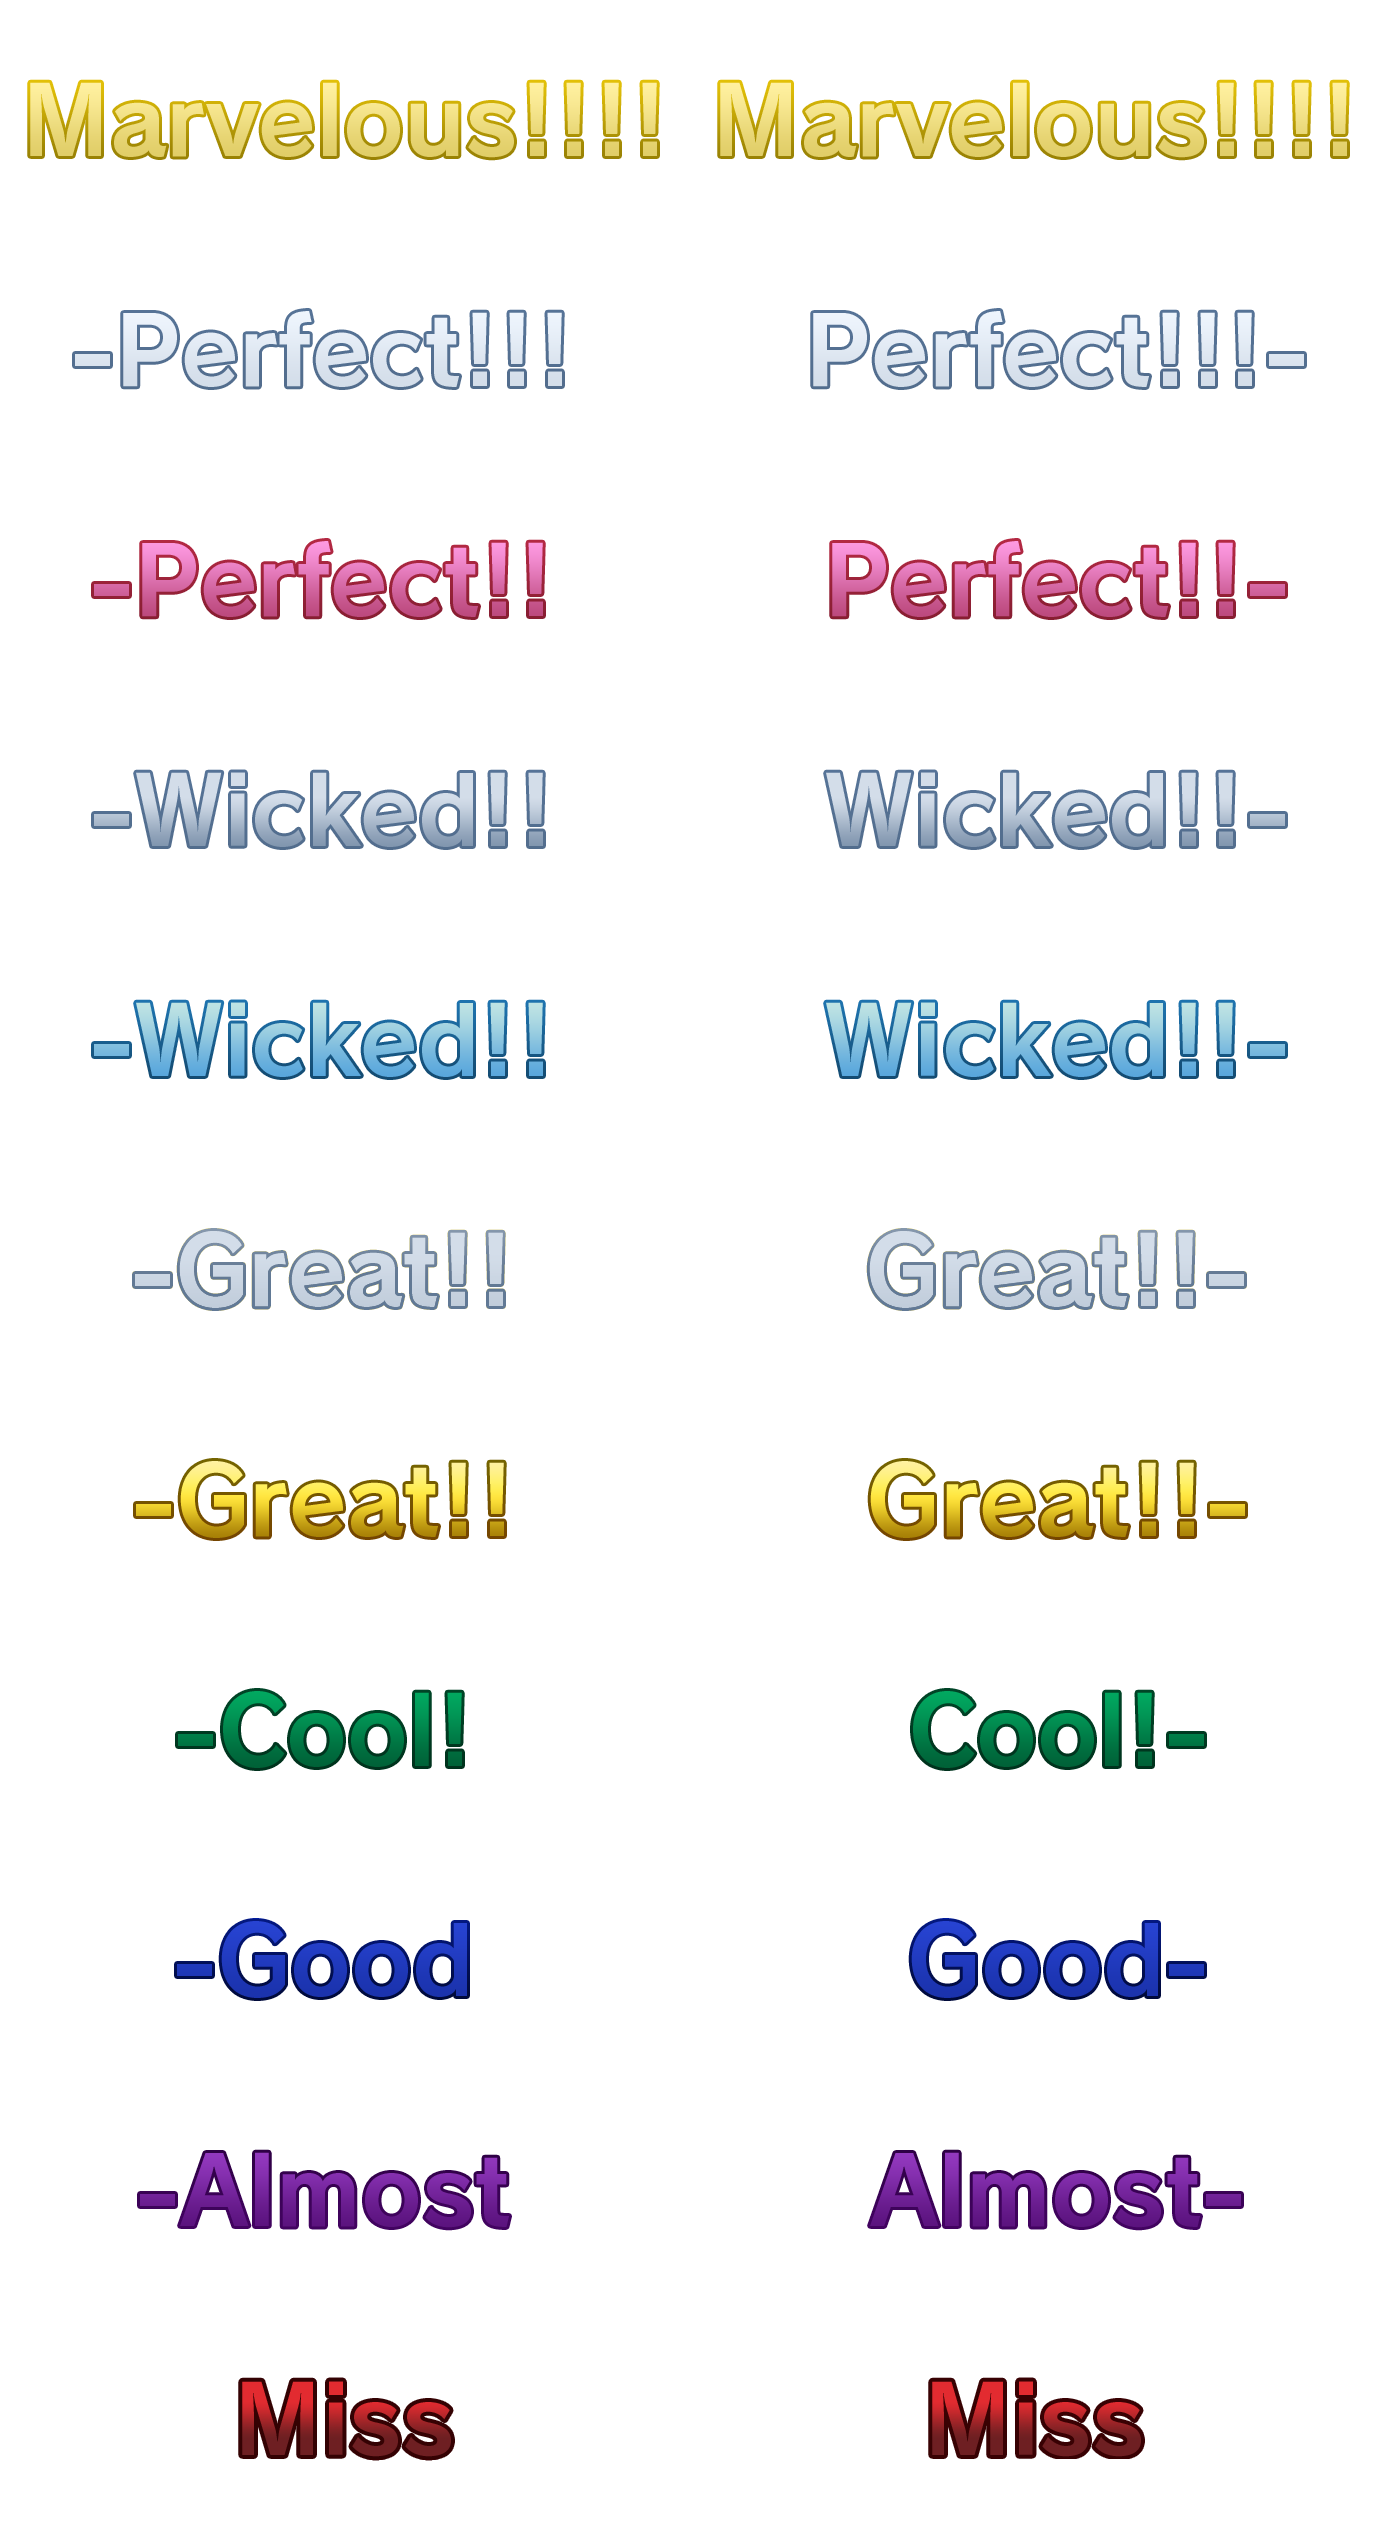 Marvelous!!!! Marvelous!!!!
-Perfect!!! Perfect!!!-
-Perfect!! Perfect!!-
-Wicked!! Wicked!!-
-Wicked!! Wicked!!-
-Great!! Great!!-
-Great!! Great!!-
-Cool! Cool!-
-Good Good-
-Almost Almost-
Miss Miss